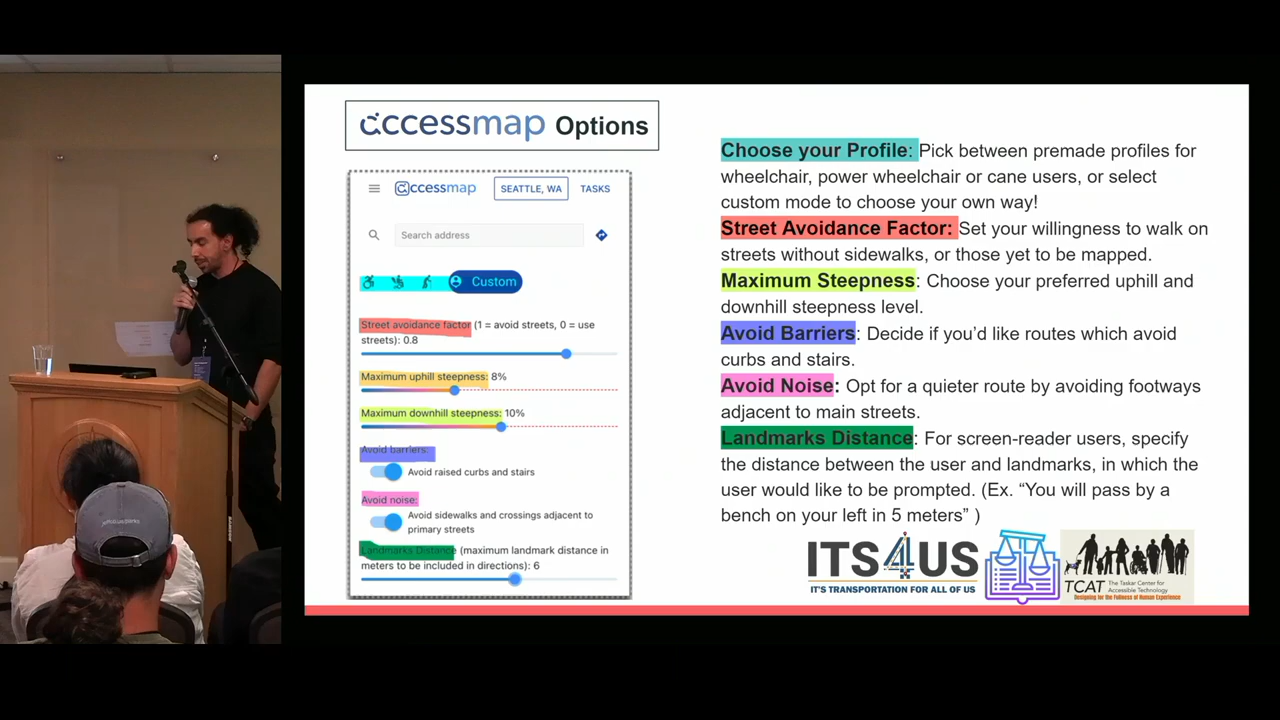 accessmap Options
accessmap
SEATTLE, WA
TASKS
Search address
Custom
Street avoidance factor (1 = avoid streets, 0 = use
streets): 0.8
Maximum uphill steepness: 8%
Maximum downhill steepness: 10%
Avoid barriers:
Avoid raised curbs and stairs
Avoid noise:
Avoid sidewalks and crossings adjacent to
primary streets
Landmarks Distance (maximum landmark distance in
meters to be included in directions): 6
Choose your Profile: Pick between premade profiles for
wheelchair, power wheelchair or cane users, or select
custom mode to choose your own way!
Street Avoidance Factor: Set your willingness to walk on
streets without sidewalks, or those yet to be mapped.
Maximum Steepness: Choose your preferred uphill and
downhill steepness level.
Avoid Barriers: Decide if you’d like routes which avoid
curbs and stairs.
Avoid Noise: Opt for a quieter route by avoiding footways
adjacent to main streets.
Landmarks Distance: For screen-reader users, specify
the distance between the user and landmarks, in which the
user would like to be prompted. (Ex. “You will pass by a
bench on your left in 5 meters” )
ITS4US
IT'S TRANSPORTATION FOR ALL OF US
TCAT The Taskar Center for
Accessible Technology
Designing for the Fullness of Human Experience